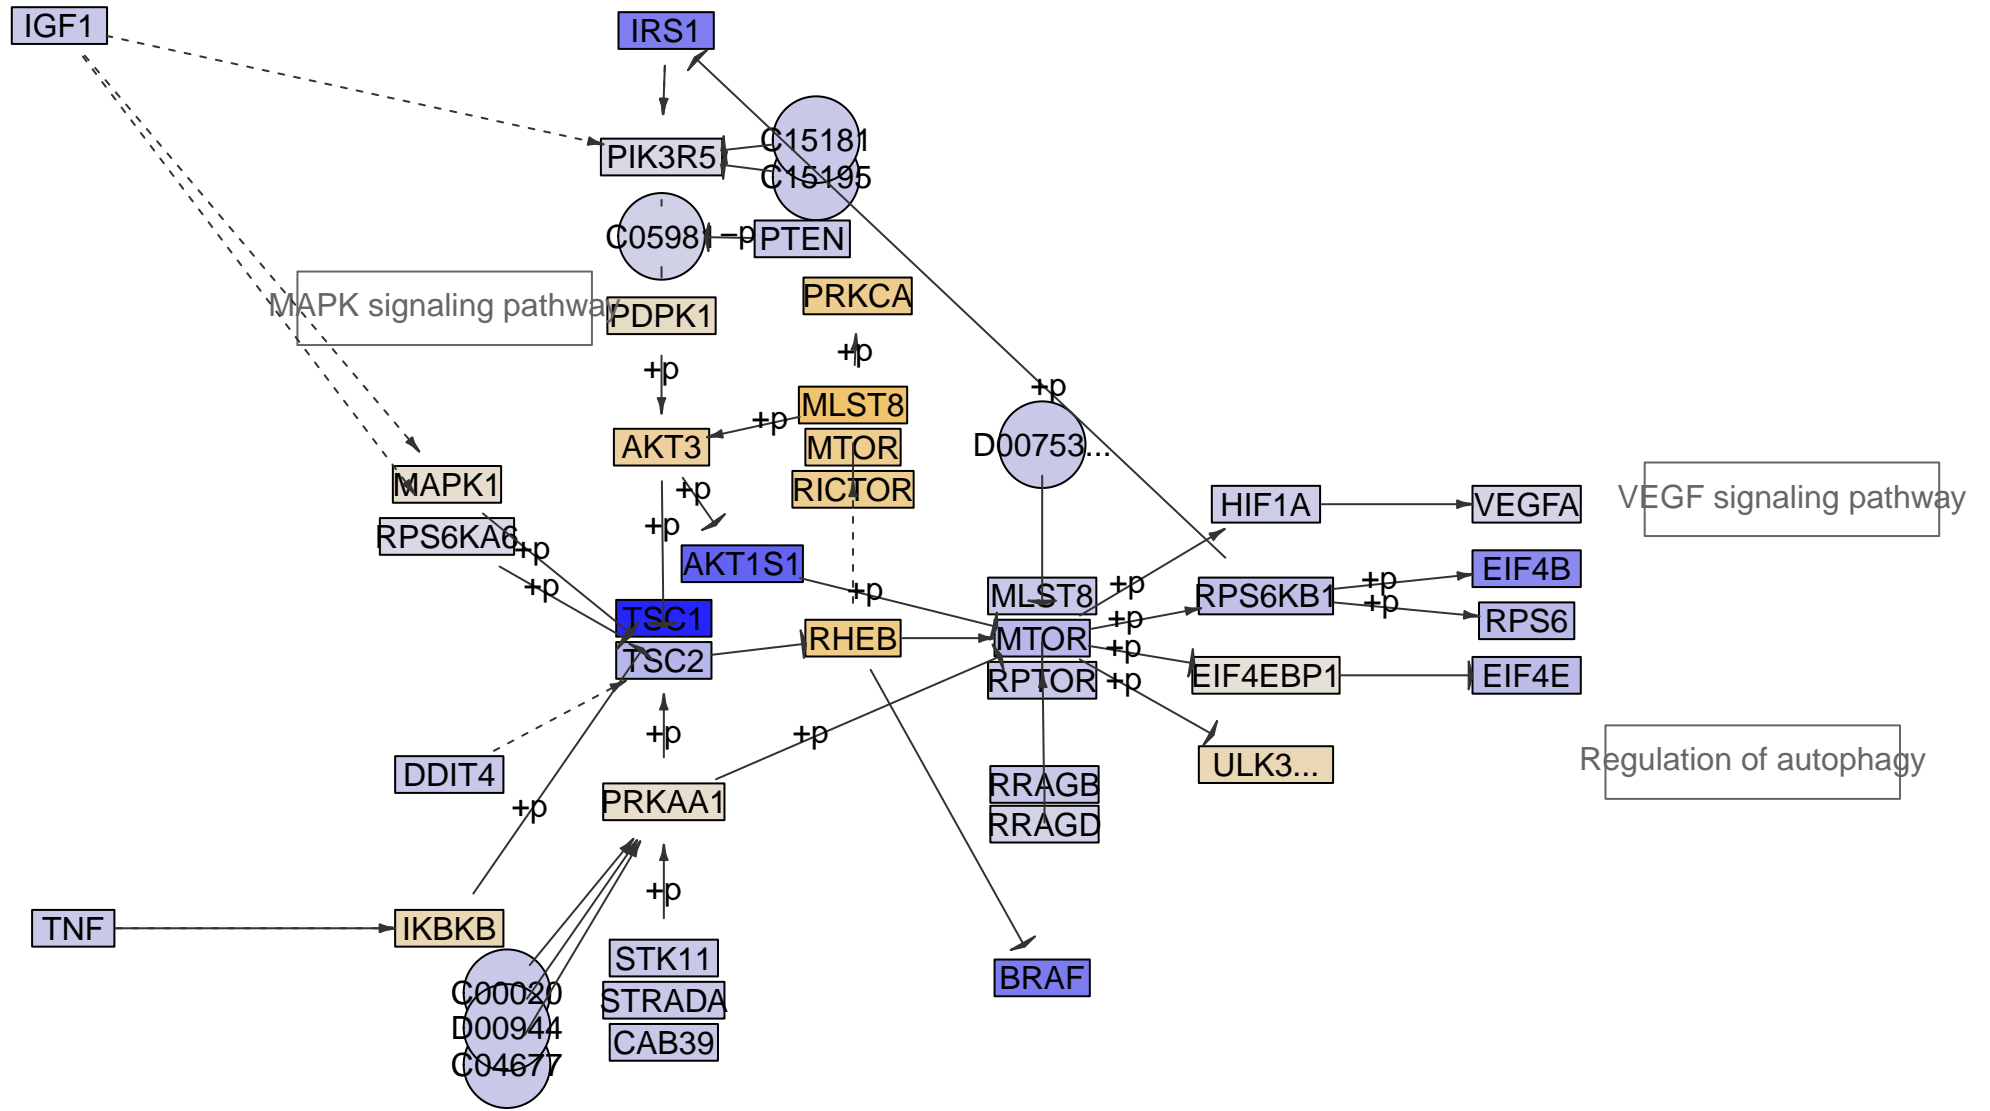 IGF1
IRS1
C15181
PIK3R5
C15195
C0598
-p
PTEN
PRKCA
MAPK signaling pathway
PDPK1
+p
+p
+p
MLST8
+p
AKT3
MTOR
D00753...
MAPK1
RICTOR
+p
HIF1A
VEGFA
VEGF signaling pathway
RPS6KA6
+p
+p
AKT1S1
EIF4B
+p
+p
+p
MLST8
+p
RPS6KB1
+p
TSC1
+p
RPS6
RHEB
MTOR
+p
TSC2
RPTOR
+p
EIF4EBP1
EIF4E
+p
+p
DDIT4
ULK3...
Regulation of autophagy
RRAGB
PRKAA1
+p
RRAGD
+p
TNF
IKBKB
STK11
BRAF
C00020
STRADA
D00944
CAB39
C04677